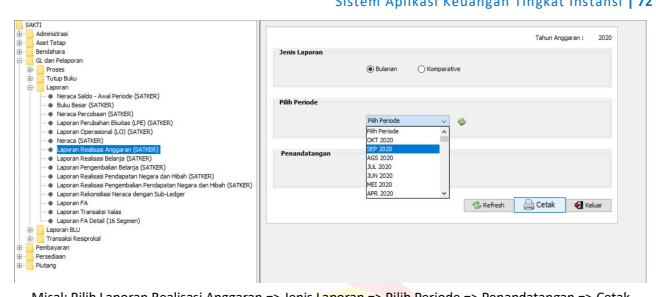 Sistem Aplikasi Keuangan Tingkat Instansi | 72
SAKTI
Administrasi
Aset Tetap
Bendahara
GL dan Pelaporan
Proses
Tutup Buku
Laporan
Neraca Saldo - Awal Periode (SATKER)
Buku Besar (SATKER)
Neraca Percobaan (SATKER)
Laporan Perubahan Ekuitas (LPE) (SATKER)
Laporan Operasional (LO) (SATKER)
Neraca (SATKER)
Laporan Realisasi Anggaran (SATKER)
Laporan Realisasi Belanja (SATKER)
Laporan Pengembalian Belanja (SATKER)
Laporan Realisasi Pendapatan Negara dan Hibah (SATKER)
Laporan Realisasi Pengembalian Pendapatan Negara dan Hibah (SATKER)
Laporan Rekonsiliasi Neraca dengan Sub-Ledger
Laporan FA
Laporan Transaksi Valas
Laporan FA Detail (16 Segmen)
Laporan BLU
Transaksi Resiprokal
Pembayaran
Persediaan
Piutang
Tahun Anggaran : 2020
Jenis Laporan
Bulanan Komparative
Pilih Periode
Pilih Periode
Pilih Periode
OKT 2020
SEP 2020
AGS 2020
JUL 2020
JUN 2020
MEI 2020
APR 2020
Penandatangan
Refresh Cetak Keluar
Misal: Pilih Laporan Realisasi Anggaran => Jenis Laporan => Pilih Periode => Penandatangan => Cetak